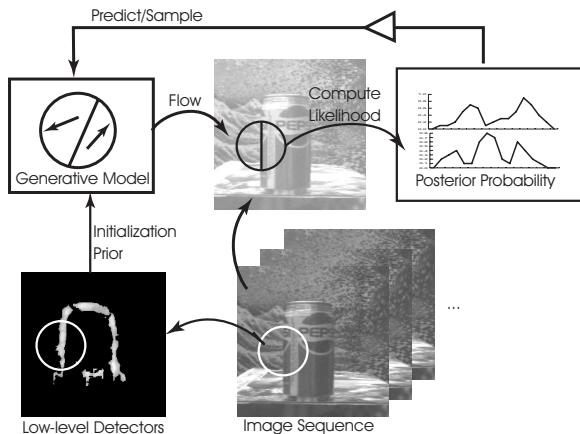 Predict/Sample
Flow
Compute
Likelihood
Generative Model
Posterior Probability
Initialization
Prior
...
Low-level Detectors
Image Sequence